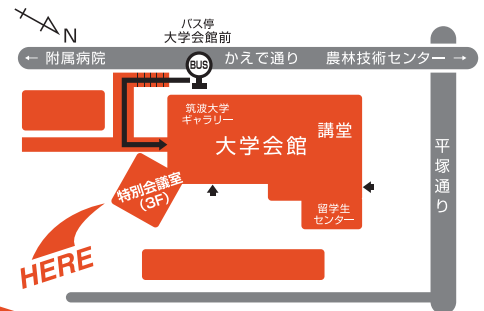 N
バス停
大学会館前
BUS
← 附属病院
かえで通り
農林技術センター →
筑波大学
ギャラリー
講堂
大学会館
平塚通り
特別会議室
(3F)
留学生
センター
HERE